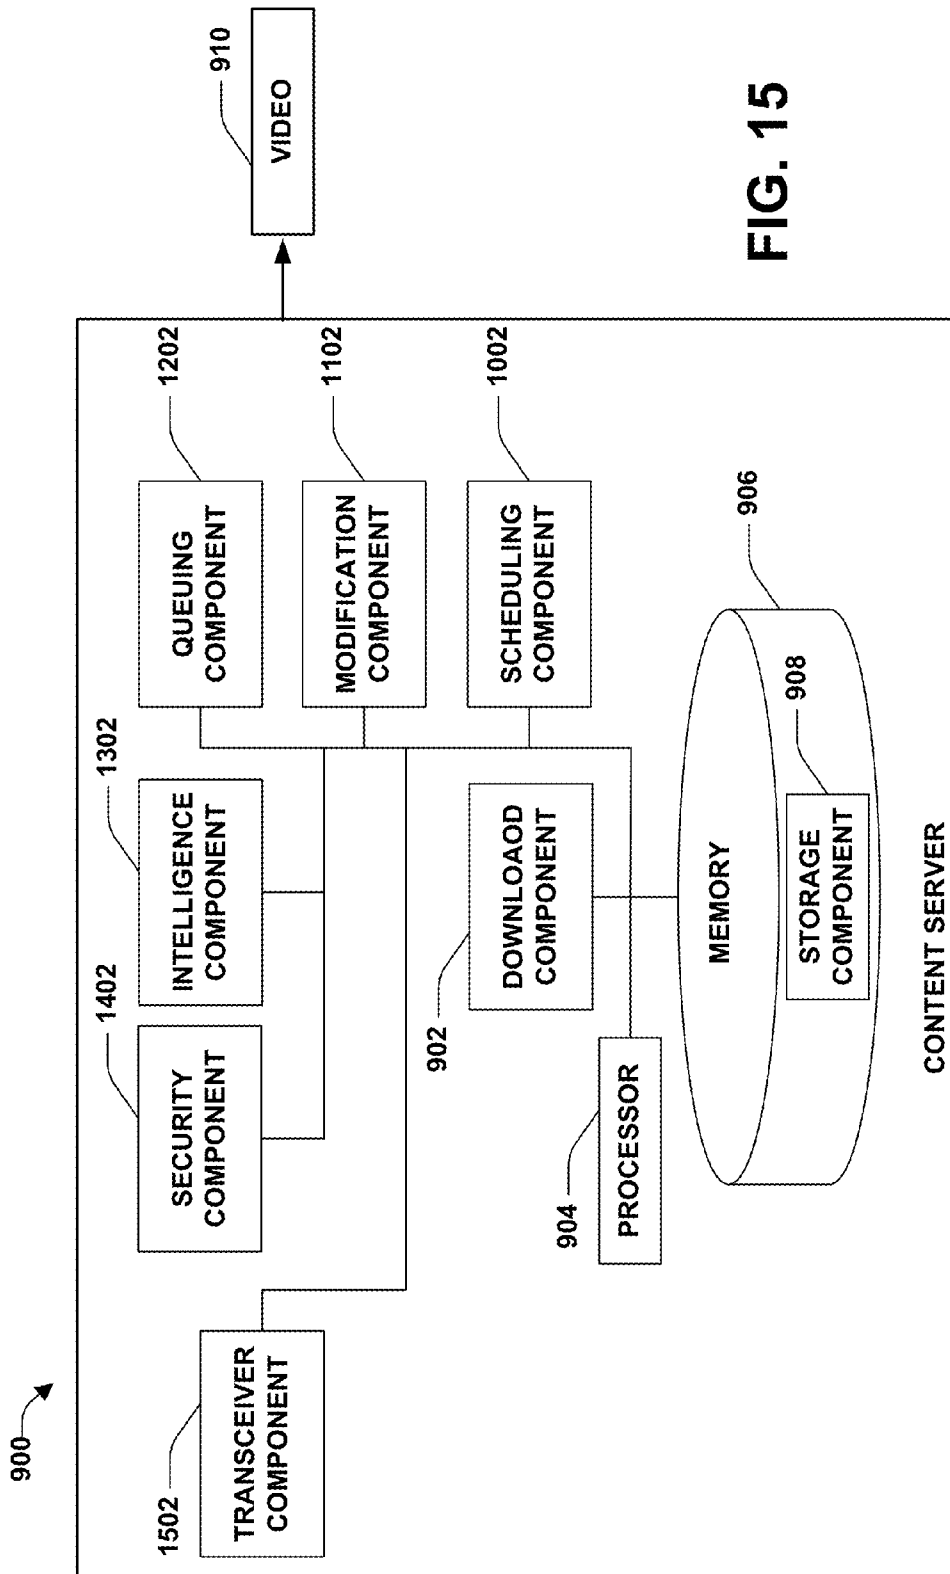 900
1502
TRANSCEIVER
COMPONENT
1402
SECURITY
COMPONENT
1302
INTELLIGENCE
COMPONENT
QUEUING
COMPONENT
1202
MODIFICATION
COMPONENT
1102
SCHEDULING
COMPONENT
1002
902
DOWNLAOD
COMPONENT
904
PROCESSOR
MEMORY
906
STORAGE
COMPONENT
908
CONTENT SERVER
VIDEO
910
FIG. 15